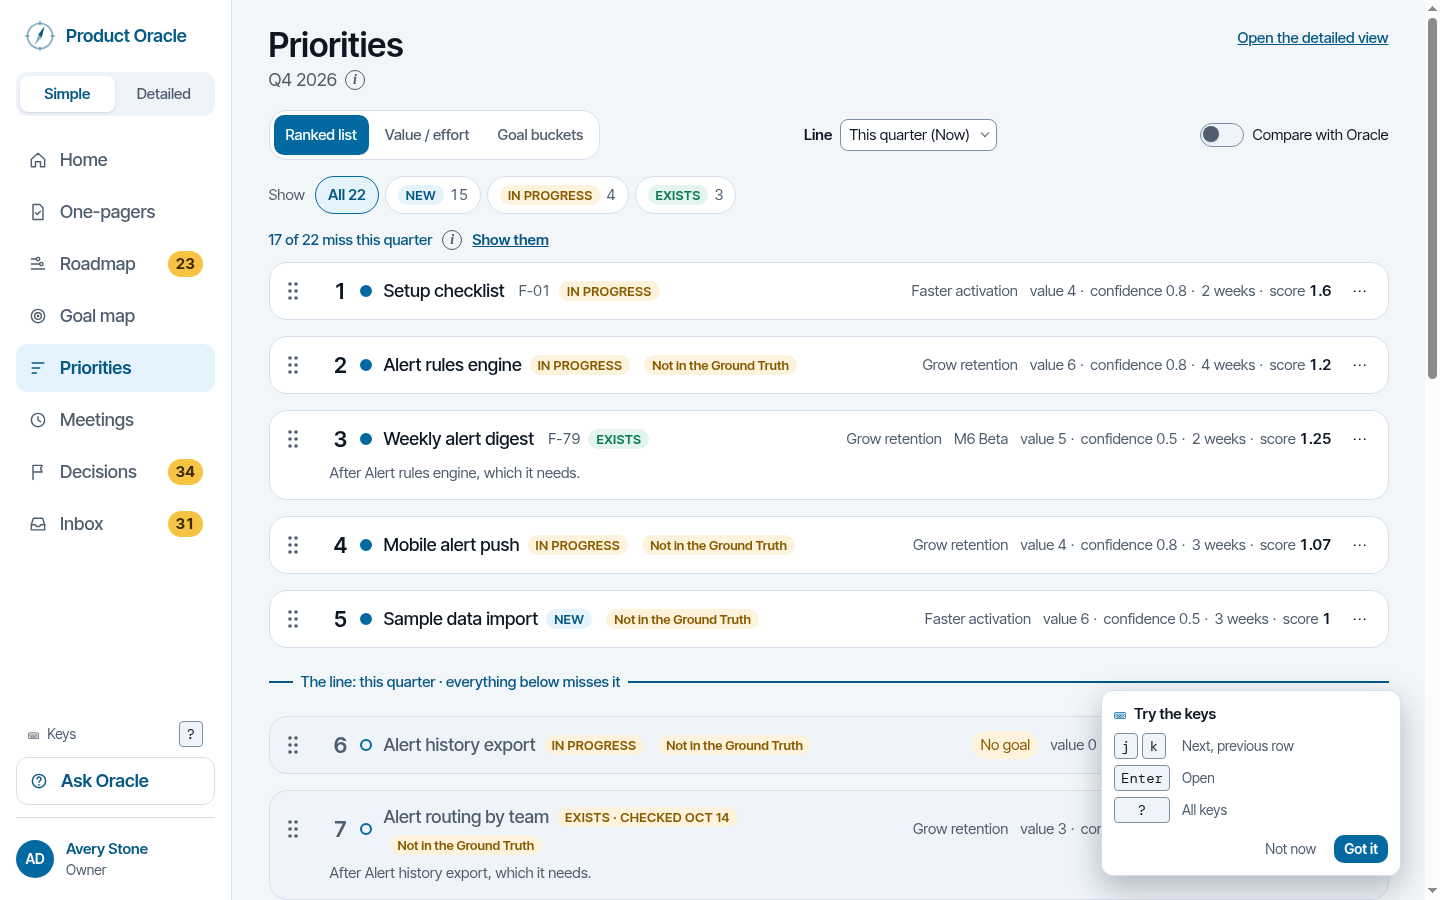 Product Oracle
Simple Detailed
Home
One-pagers
Roadmap 23
Goal map
Priorities
Meetings
Decisions 34
Inbox 31
Keys ?
Ask Oracle
AD Avery Stone
Owner
Priorities
Open the detailed view
Q4 2026 i
Ranked list Value / effort Goal buckets
Line This quarter (Now)
Compare with Oracle
Show All 22 NEW 15 IN PROGRESS 4 EXISTS 3
17 of 22 miss this quarter i Show them
1 Setup checklist F-01 IN PROGRESS Faster activation value 4 · confidence 0.8 · 2 weeks · score 1.6 ...
2 Alert rules engine IN PROGRESS Not in the Ground Truth Grow retention value 6 · confidence 0.8 · 4 weeks · score 1.2 ...
3 Weekly alert digest F-79 EXISTS Grow retention M6 Beta value 5 · confidence 0.5 · 2 weeks · score 1.25 ...
After Alert rules engine, which it needs.
4 Mobile alert push IN PROGRESS Not in the Ground Truth Grow retention value 4 · confidence 0.8 · 3 weeks · score 1.07 ...
5 Sample data import NEW Not in the Ground Truth Faster activation value 6 · confidence 0.5 · 3 weeks · score 1 ...
The line: this quarter · everything below misses it
6 Alert history export IN PROGRESS Not in the Ground Truth No goal value 0
7 Alert routing by team EXISTS · CHECKED OCT 14 Grow retention value 3 ·
Not in the Ground Truth
After Alert history export, which it needs.
Try the keys
j k Next, previous row
Enter Open
? All keys
Not now Got it